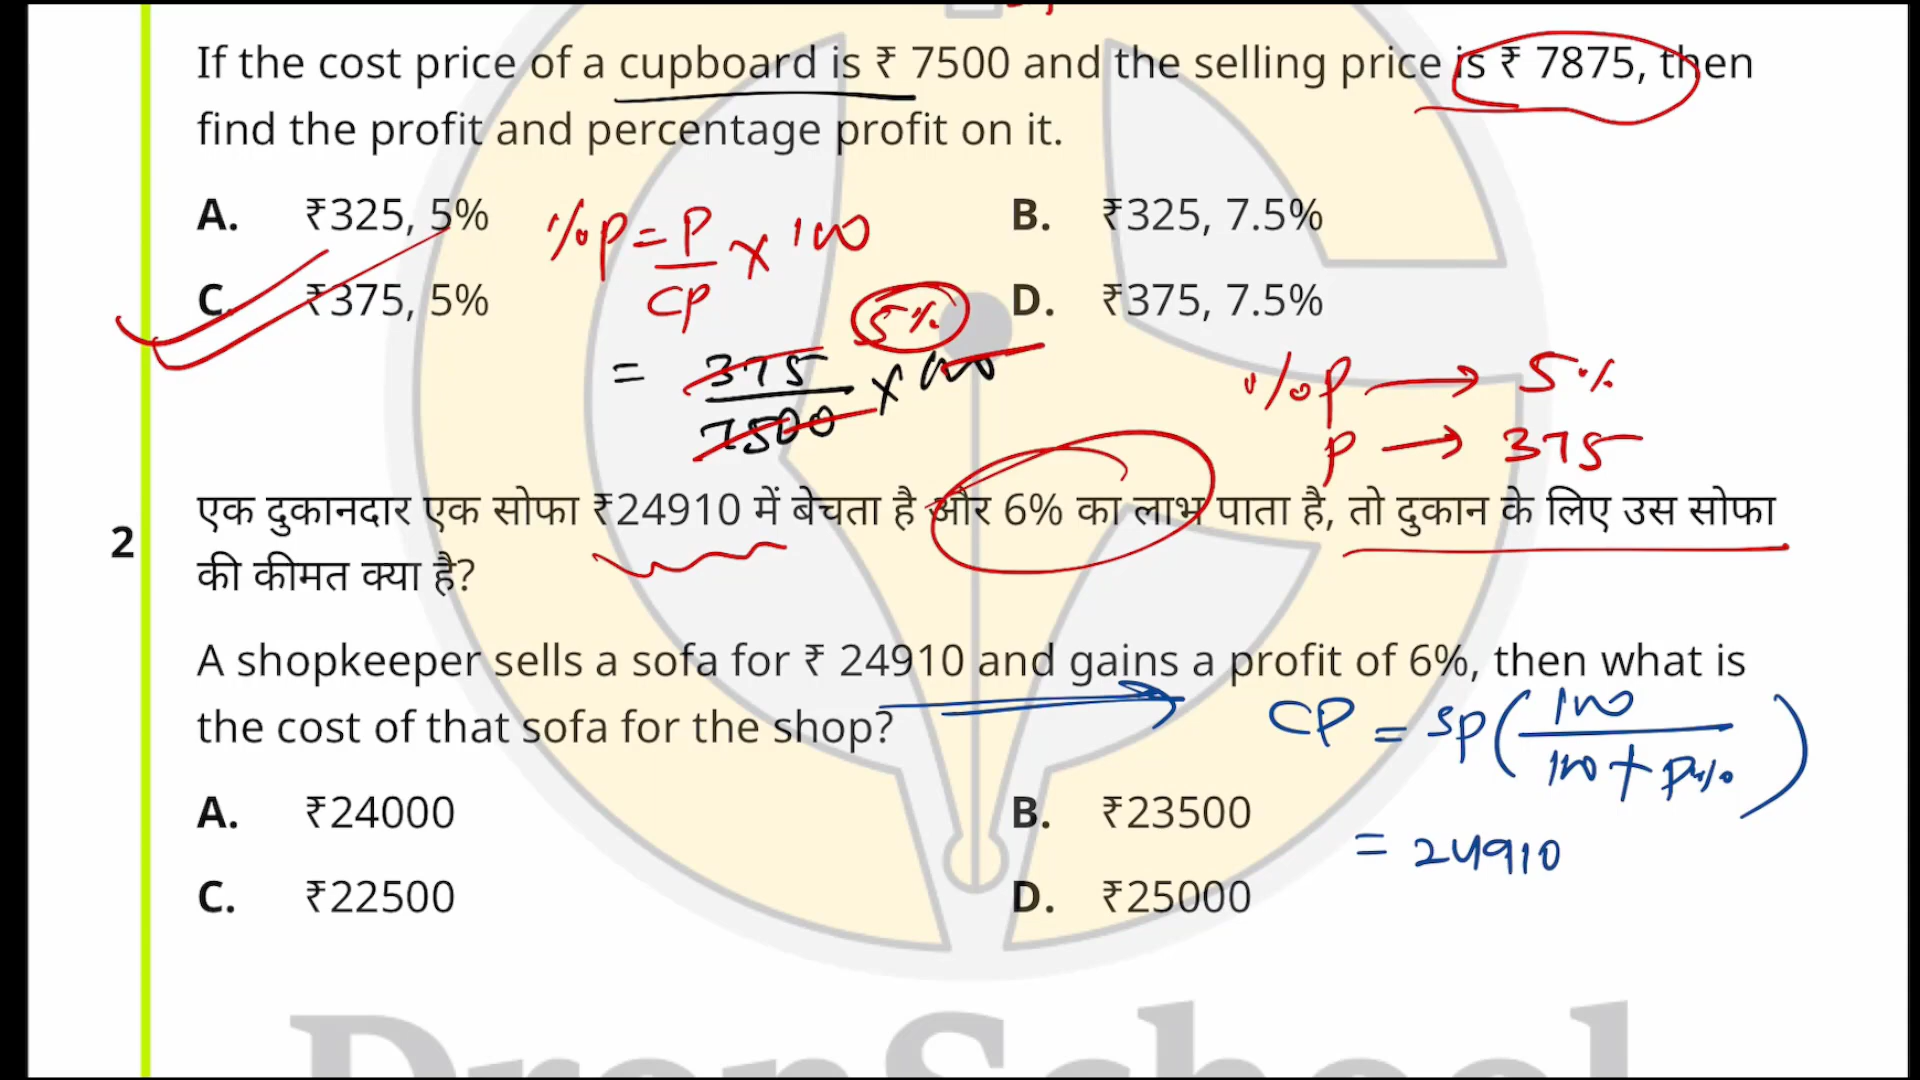 If the cost price of a cupboard is ₹ 7500 and the selling price is ₹ 7875, then
find the profit and percentage profit on it.
A. ₹325, 5%
B. ₹325, 7.5%
%P = P/CP × 100
C. ₹375, 5%
D. ₹375, 7.5%
5%
= 375/7500 × 100
%P → 5%
P → 375
2
एक दुकानदार एक सोफा ₹24910 में बेचता है और 6% का लाभ पाता है, तो दुकान के लिए उस सोफा
की कीमत क्या है?
A shopkeeper sells a sofa for ₹ 24910 and gains a profit of 6%, then what is
the cost of that sofa for the shop?
CP = SP(100/100+P%)
A. ₹24000
B. ₹23500
= 24910
C. ₹22500
D. ₹25000